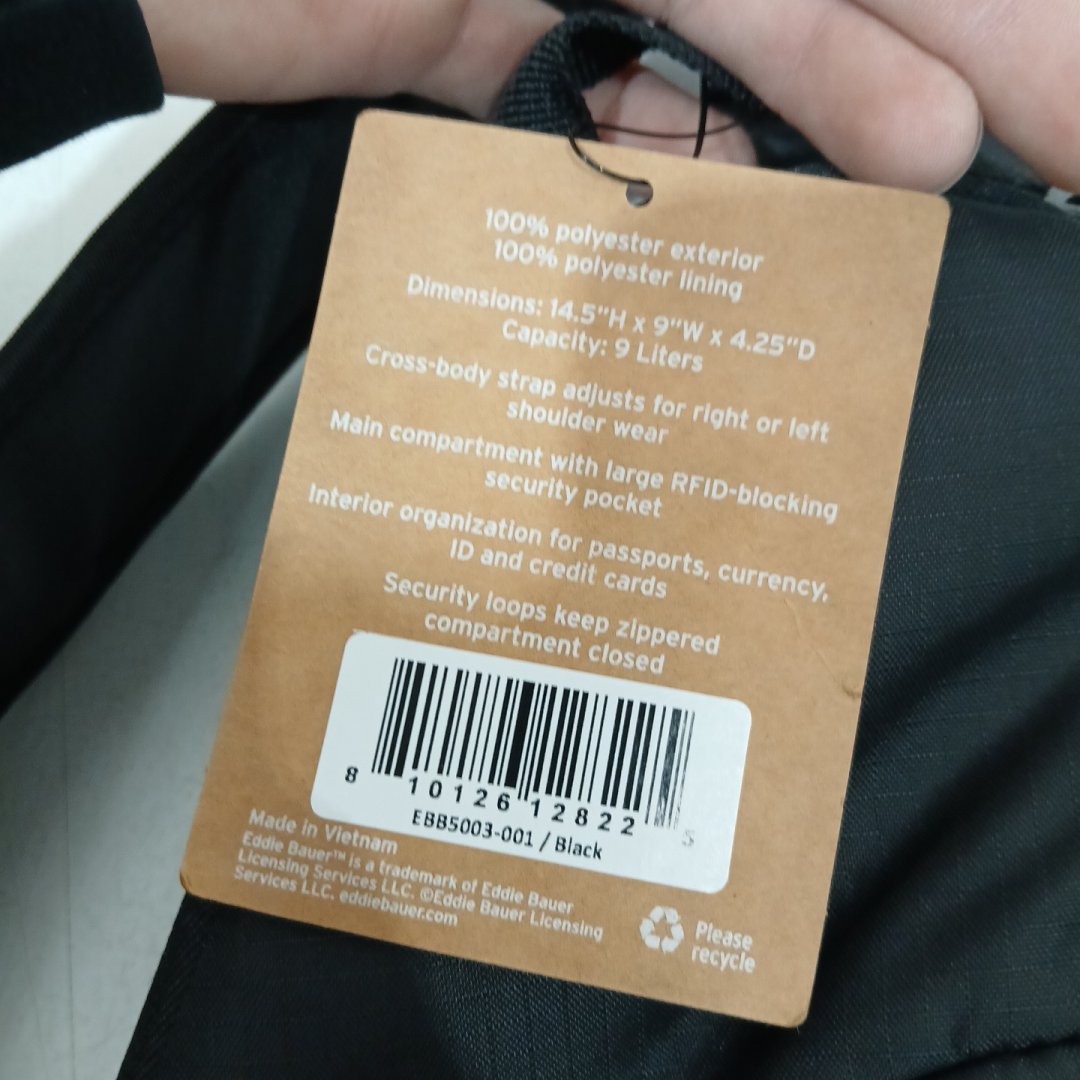 100% polyester exterior
100% polyester lining
Dimensions: 14.5"H x 9"W x 4.25"D
Capacity: 9 Liters
Cross-body strap adjusts for right or left
shoulder wear
Main compartment with large RFID-blocking
security pocket
Interior organization for passports, currency,
ID and credit cards
Security loops keep zippered
compartment closed
8 10126 12822 5
EBB5003-001 / Black
Made in Vietnam
Eddie Bauer™ is a trademark of Eddie Bauer
Licensing Services LLC. ©Eddie Bauer Licensing
Services LLC. eddiebauer.com
Please
recycle